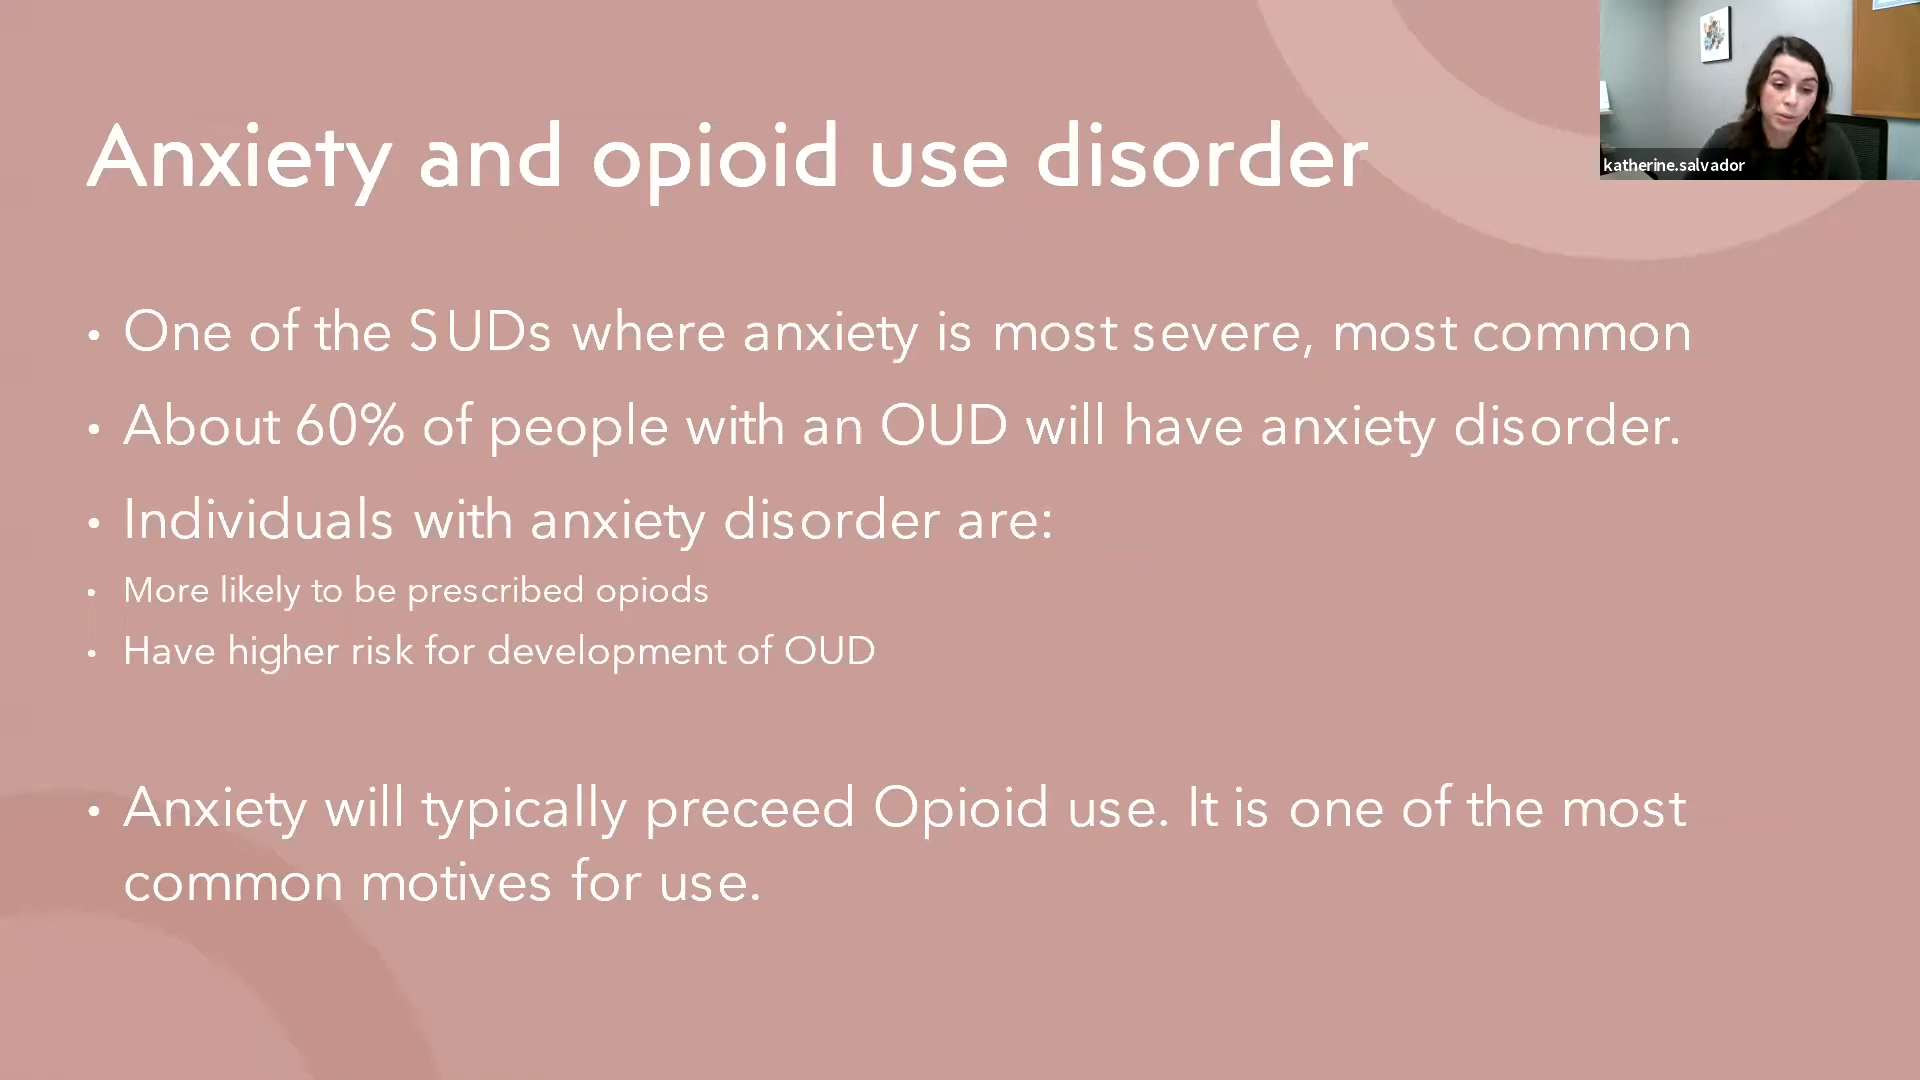 Anxiety and opioid use disorder
katherine.salvador
• One of the SUDs where anxiety is most severe, most common
• About 60% of people with an OUD will have anxiety disorder.
• Individuals with anxiety disorder are:
• More likely to be prescribed opiods
• Have higher risk for development of OUD
• Anxiety will typically preceed Opioid use. It is one of the most
common motives for use.